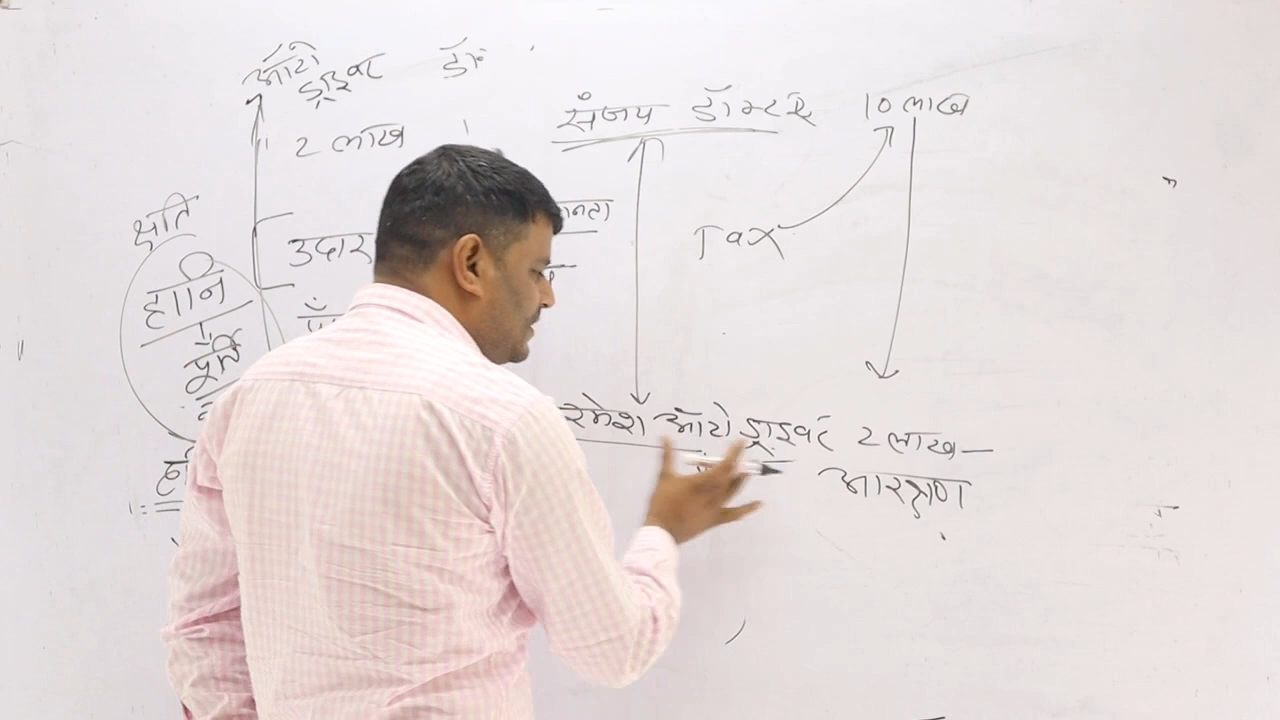 ऑटो
ड्राइवर डॉ॰
2 लाख
क्षति
हानि
पूर्ति
उदार
संजय डॉक्टर 10 लाख
Tax
रमेश ऑटो ड्राइवर 2 लाख
आरक्षण